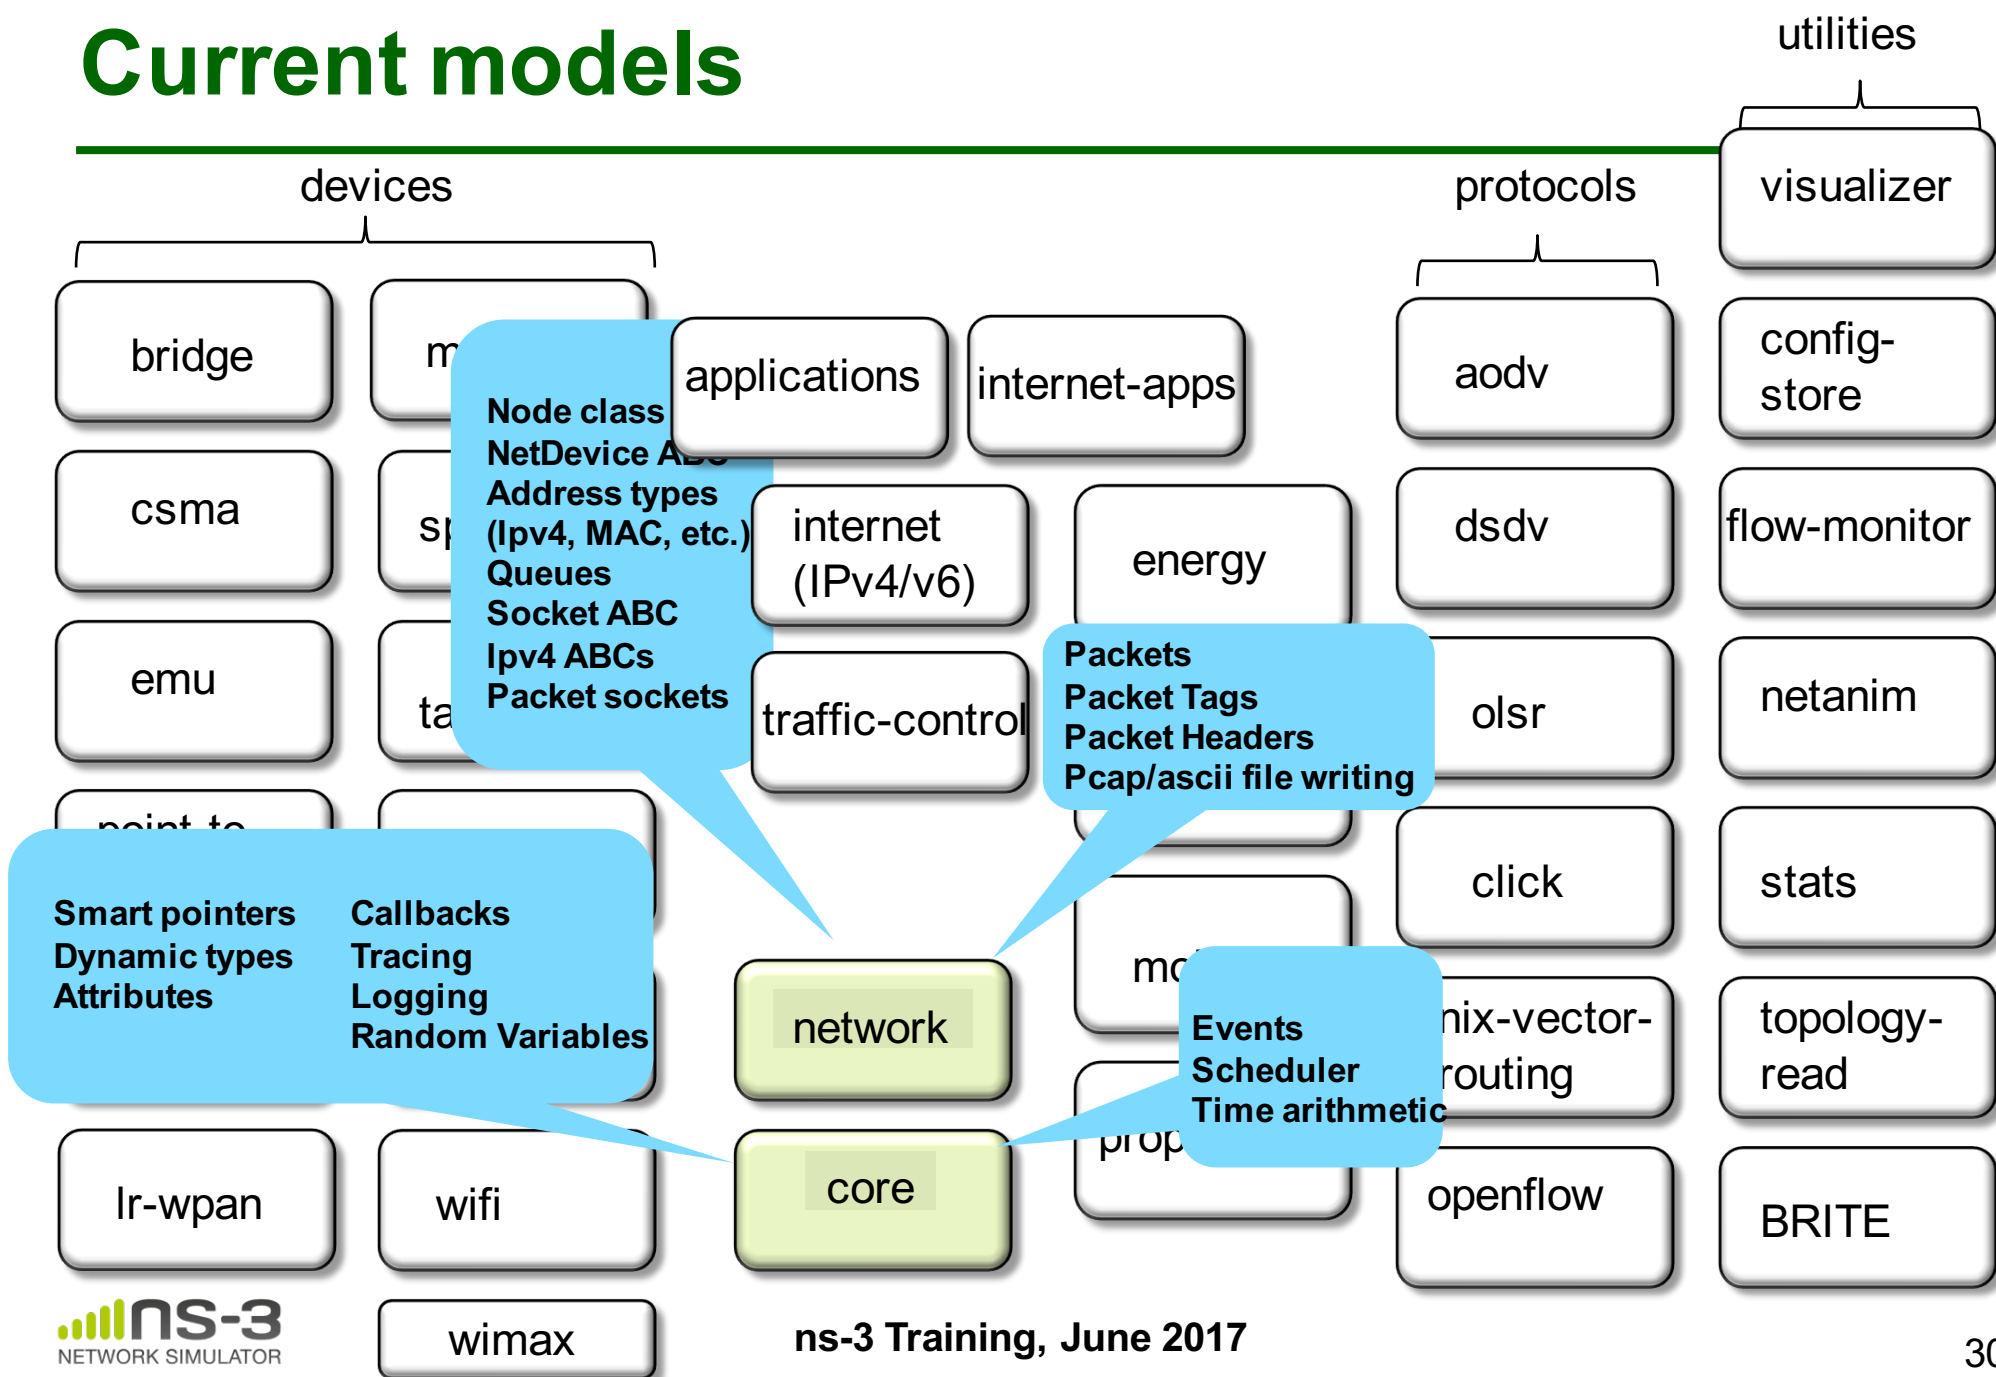 Current models
utilities
devices
protocols
visualizer
bridge
applications
internet-apps
aodv
config-
store
Node class
NetDevice ABC
Address types
(Ipv4, MAC, etc.)
Queues
Socket ABC
Ipv4 ABCs
Packet sockets
csma
internet
(IPv4/v6)
energy
dsdv
flow-monitor
emu
traffic-control
Packets
Packet Tags
Packet Headers
Pcap/ascii file writing
olsr
netanim
click
stats
Smart pointers
Dynamic types
Attributes
Callbacks
Tracing
Logging
Random Variables
network
Events
Scheduler
Time arithmetic
nix-vector-
routing
topology-
read
lr-wpan
wifi
core
openflow
BRITE
wimax
ns-3
NETWORK SIMULATOR
ns-3 Training, June 2017